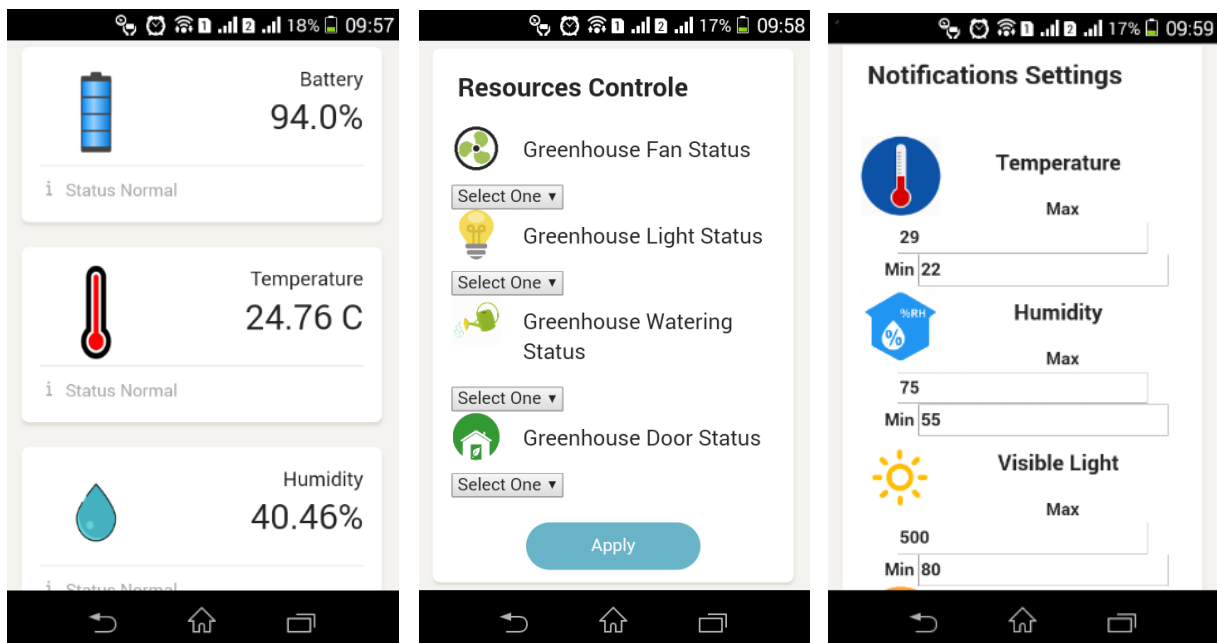 18% 09:57
Battery
94.0%
i Status Normal
Temperature
24.76 C
i Status Normal
Humidity
40.46%
i Status Normal
17% 09:58
Resources Controle
Greenhouse Fan Status
Select One ▾
Greenhouse Light Status
Select One ▾
Greenhouse Watering
Status
Select One ▾
Greenhouse Door Status
Select One ▾
Apply
17% 09:59
Notifications Settings
Temperature
Max
29
Min 22
%RH
%
Humidity
Max
75
Min 55
Visible Light
Max
500
Min 80